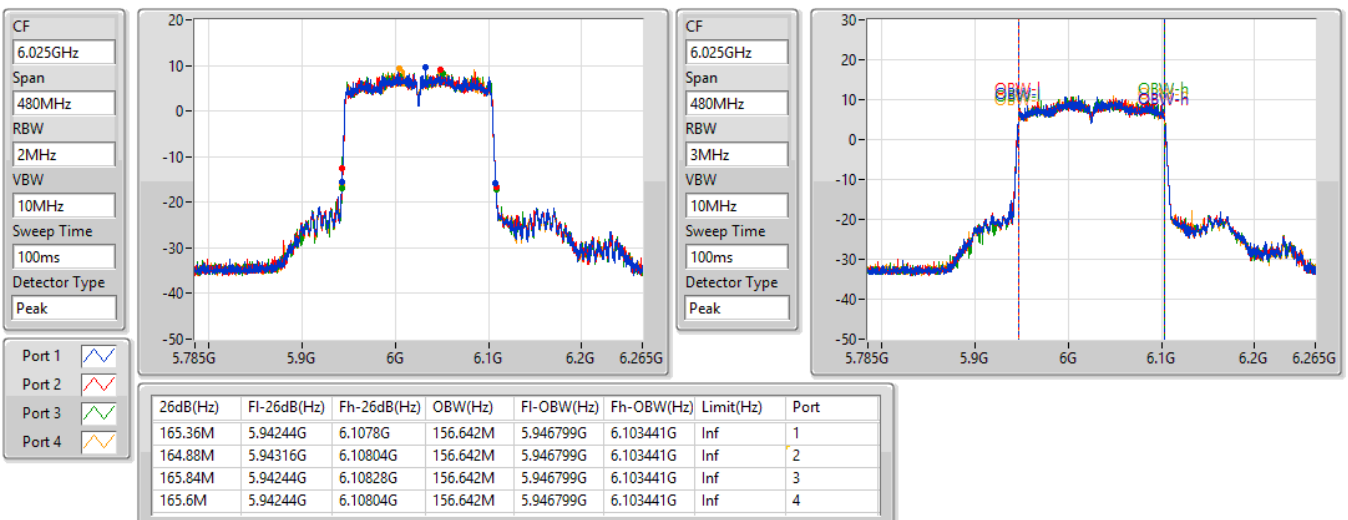 CF
6.025GHz
Span
480MHz
RBW
2MHz
VBW
10MHz
Sweep Time
100ms
Detector Type
Peak
20
10
0
-10
-20
-30
-40
-50
5.785G 5.9G 6G 6.1G 6.2G 6.265G
CF
6.025GHz
Span
480MHz
RBW
3MHz
VBW
10MHz
Sweep Time
100ms
Detector Type
Peak
30
20
10
0
-10
-20
-30
-40
-50
OBW-l OBW-h
5.785G 5.9G 6G 6.1G 6.2G 6.265G
Port 1
Port 2
Port 3
Port 4
26dB(Hz) Fl-26dB(Hz) Fh-26dB(Hz) OBW(Hz) Fl-OBW(Hz) Fh-OBW(Hz) Limit(Hz) Port
165.36M 5.94244G 6.1078G 156.642M 5.946799G 6.103441G Inf 1
164.88M 5.94316G 6.10804G 156.642M 5.946799G 6.103441G Inf 2
165.84M 5.94244G 6.10828G 156.642M 5.946799G 6.103441G Inf 3
165.6M 5.94244G 6.10804G 156.642M 5.946799G 6.103441G Inf 4